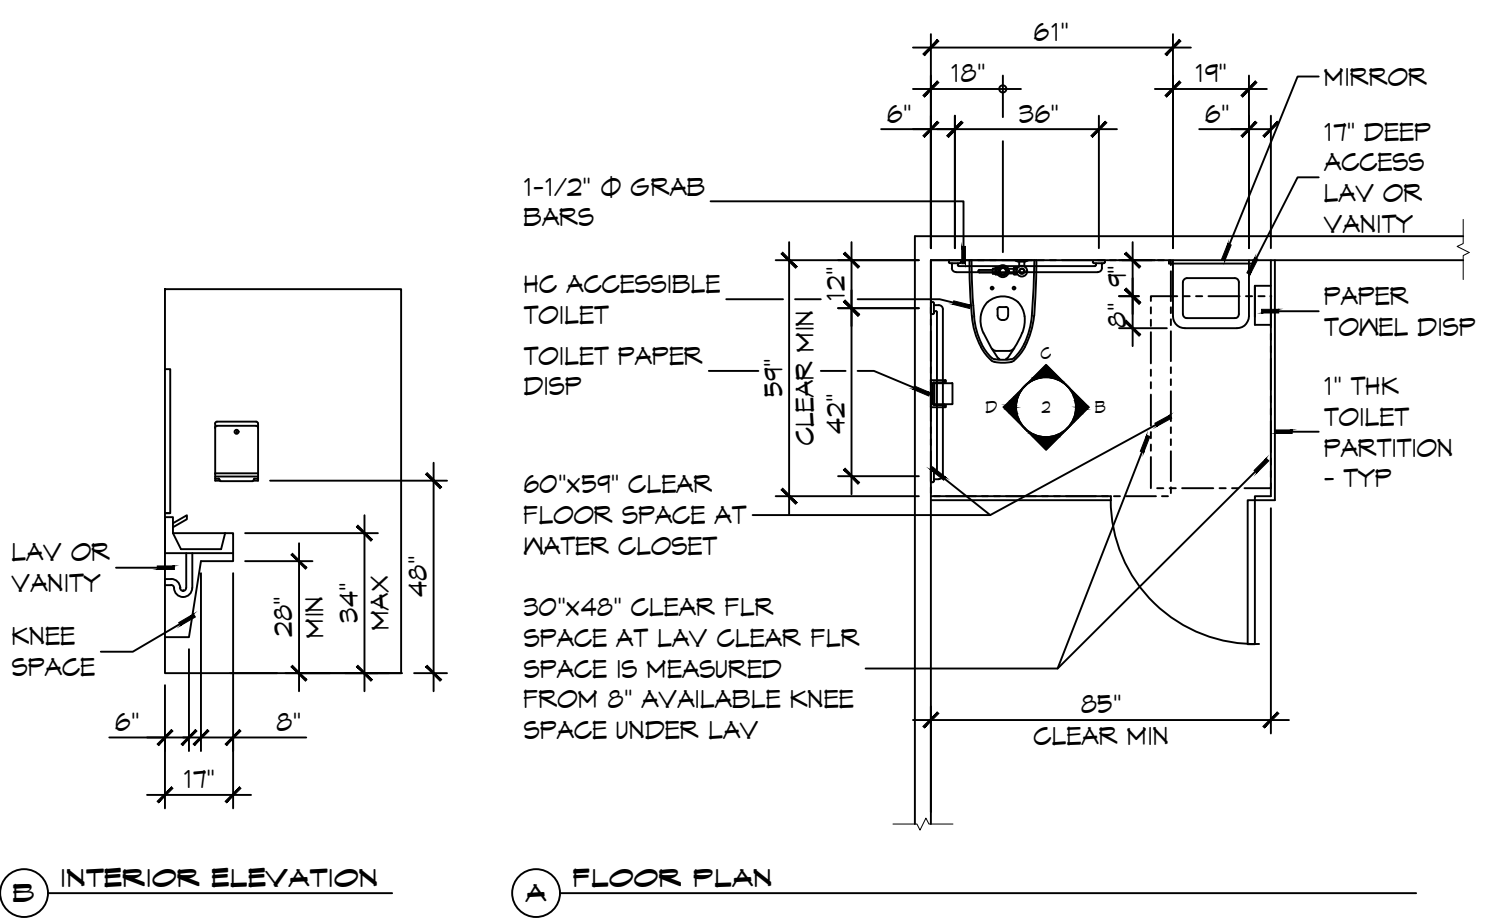 61"
18"
19"
6"
36"
6"
MIRROR
17" DEEP
ACCESS
LAV OR
VANITY
1-1/2" Φ GRAB
BARS
HC ACCESSIBLE
TOILET
TOILET PAPER
DISP
12"
9"
8"
59"
CLEAR MIN
42"
PAPER
TOWEL DISP
C
D
2
B
1" THK
TOILET
PARTITION
- TYP
60"x59" CLEAR
FLOOR SPACE AT
WATER CLOSET
30"x48" CLEAR FLR
SPACE AT LAV CLEAR FLR
SPACE IS MEASURED
FROM 8" AVAILABLE KNEE
SPACE UNDER LAV
85"
CLEAR MIN
LAV OR
VANITY
KNEE
SPACE
28"
MIN
34"
MAX
48"
6"
8"
17"
B
INTERIOR ELEVATION
A
FLOOR PLAN